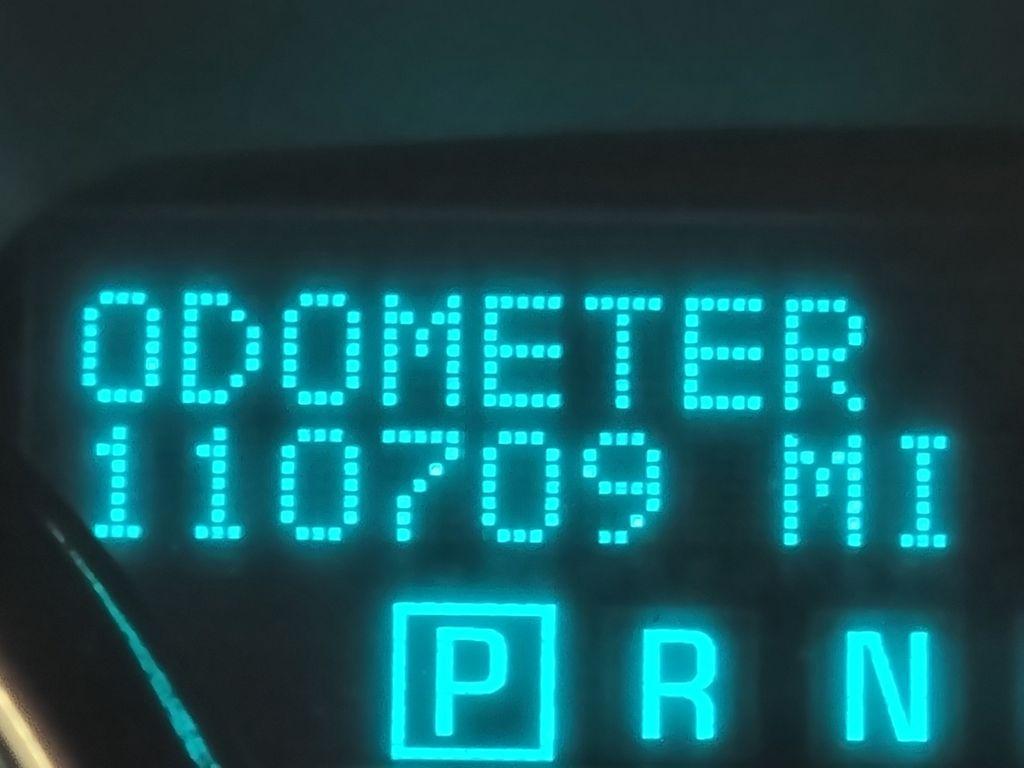 ODOMETER
110709 MI
P R N